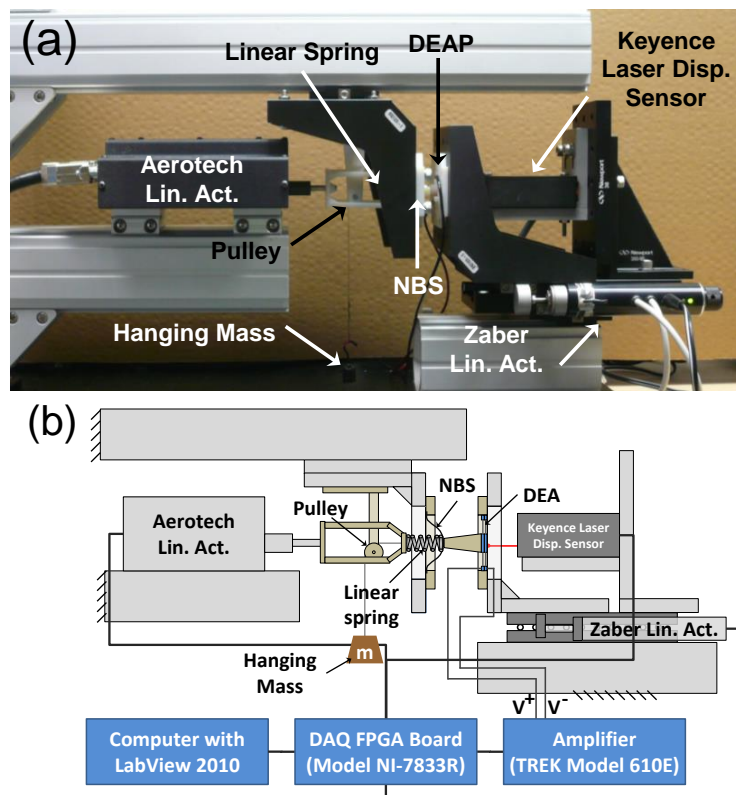 (a)
Linear Spring
DEAP
Keyence
Laser Disp.
Sensor
Aerotech
Lin. Act.
Pulley
NBS
Hanging Mass
Zaber
Lin. Act.
Newport
(b)
NBS
DEA
Pulley
Aerotech
Lin. Act.
Keyence Laser
Disp. Sensor
Linear
spring
Zaber Lin. Act.
m
Hanging
Mass
V+ V-
Computer with
LabView 2010
DAQ FPGA Board
(Model NI-7833R)
Amplifier
(TREK Model 610E)